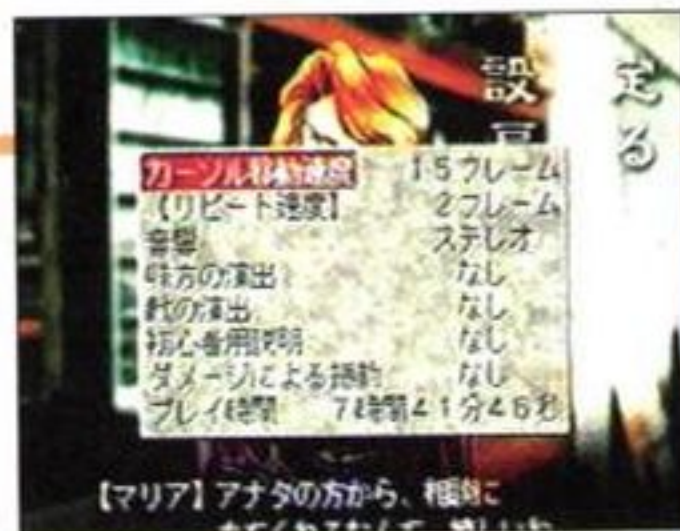 カーソル移動速度 15フレーム
【リピート速度】 2フレーム
音響 ステレオ
味方の演出 なし
敵の演出 なし
初心者用説明 なし
ダメージによる振動 なし
プレイ時間 7時間41分46秒
【マリア】アナタの方から、相談に